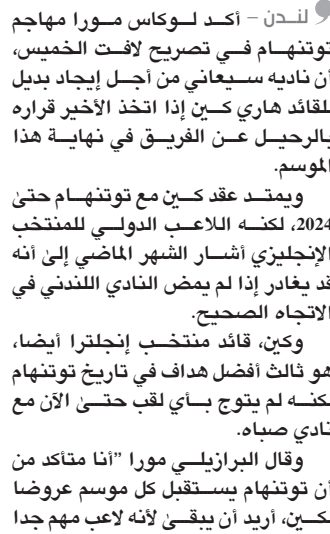 لندن – أكد لوكاس مورا مهاجم
توتنهام في تصريح لافت الخميس،
أن ناديه سيعاني من أجل إيجاد بديل
للقائد هاري كين إذا اتخذ الأخير قراره
بالرحيل عن الفريق في نهاية هذا
الموسم.
ويمتد عقد كين مع توتنهام حتى
2024، لكنه اللاعب الدولي للمنتخب
الإنجليزي أشار الشهر الماضي إلى أنه
قد يغادر إذا لم يمض النادي اللندني في
الاتجاه الصحيح.
وكين، قائد منتخب إنجلترا أيضا،
هو ثالث أفضل هداف في تاريخ توتنهام
لكنه لم يتوج بأي لقب حتى الآن مع
نادي صباه.
وقال البرازيلي مورا ”أنا متأكد من
أن توتنهام يستقبل كل موسم عروضا
لكين، أريد أن يبقى لأنه لاعب مهم جدا